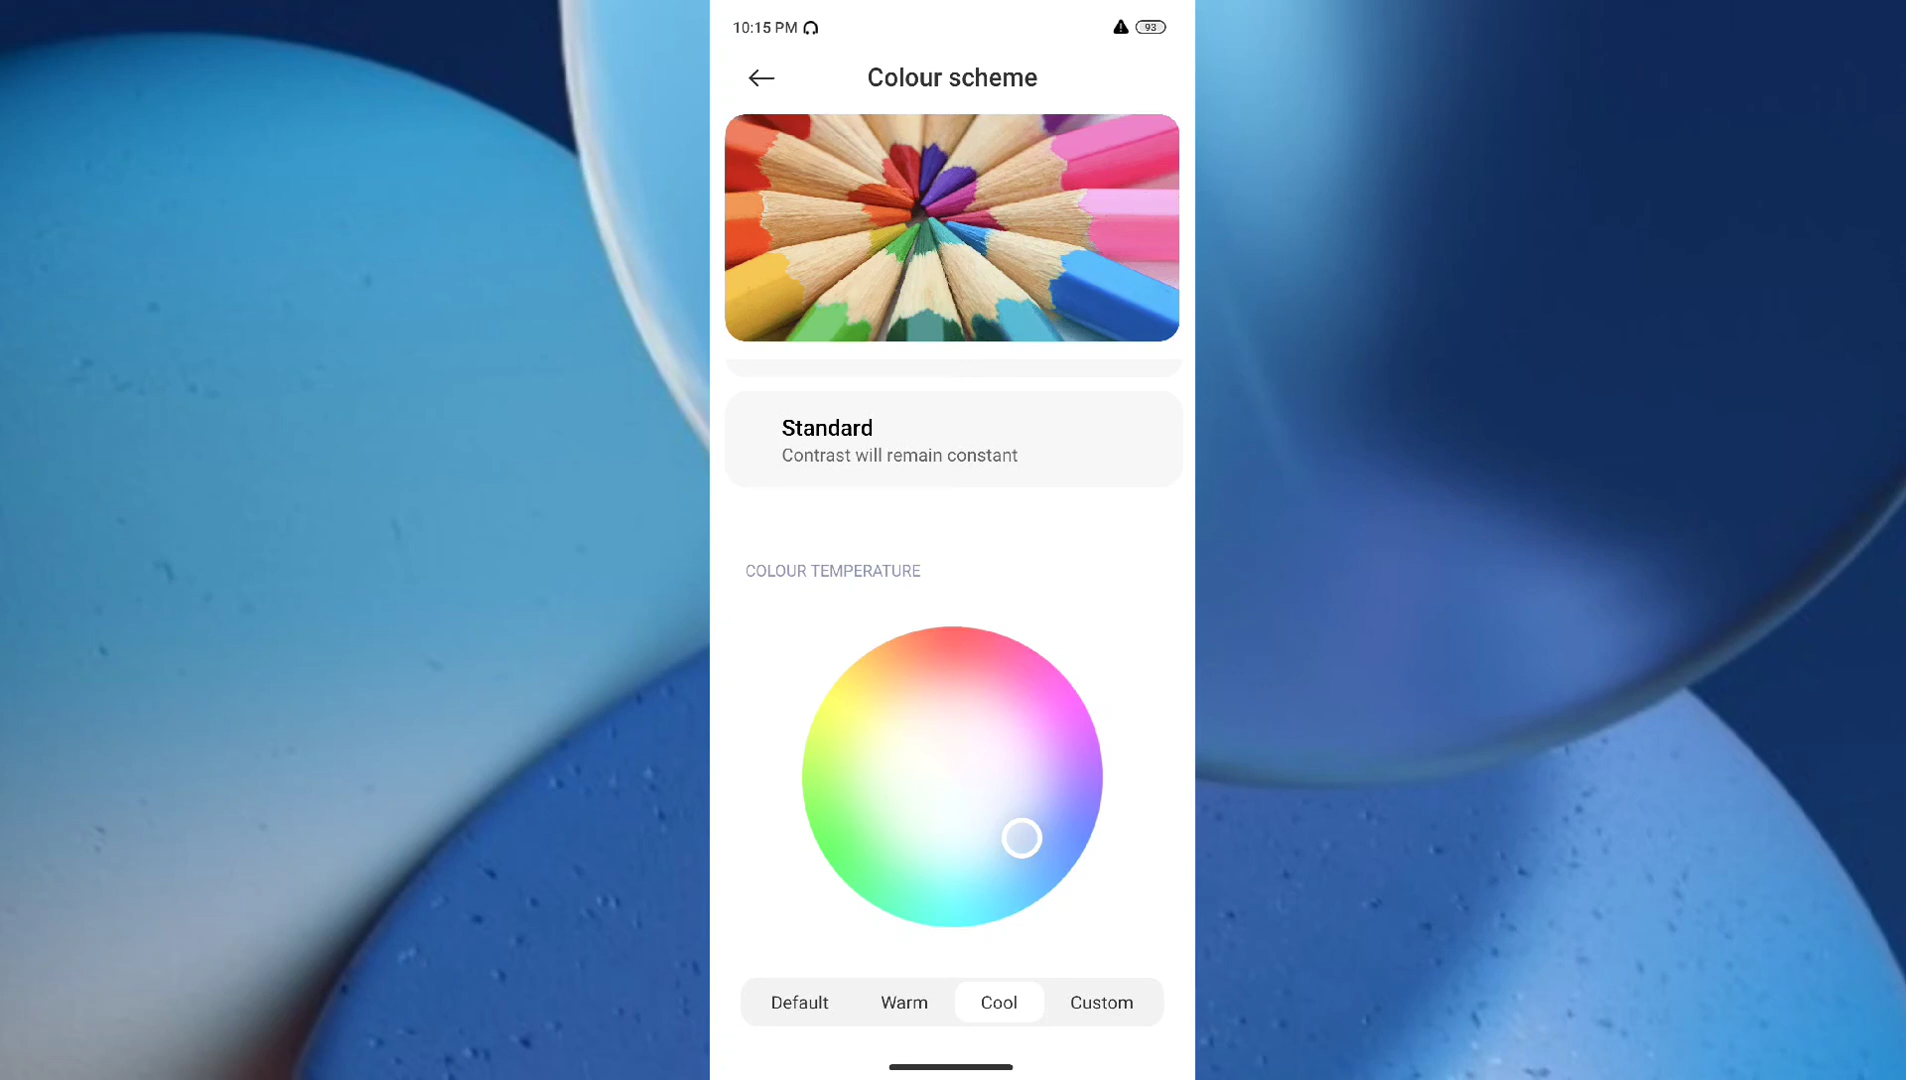 10:15 PM
93
Colour scheme
Standard
Contrast will remain constant
COLOUR TEMPERATURE
Default Warm Cool Custom